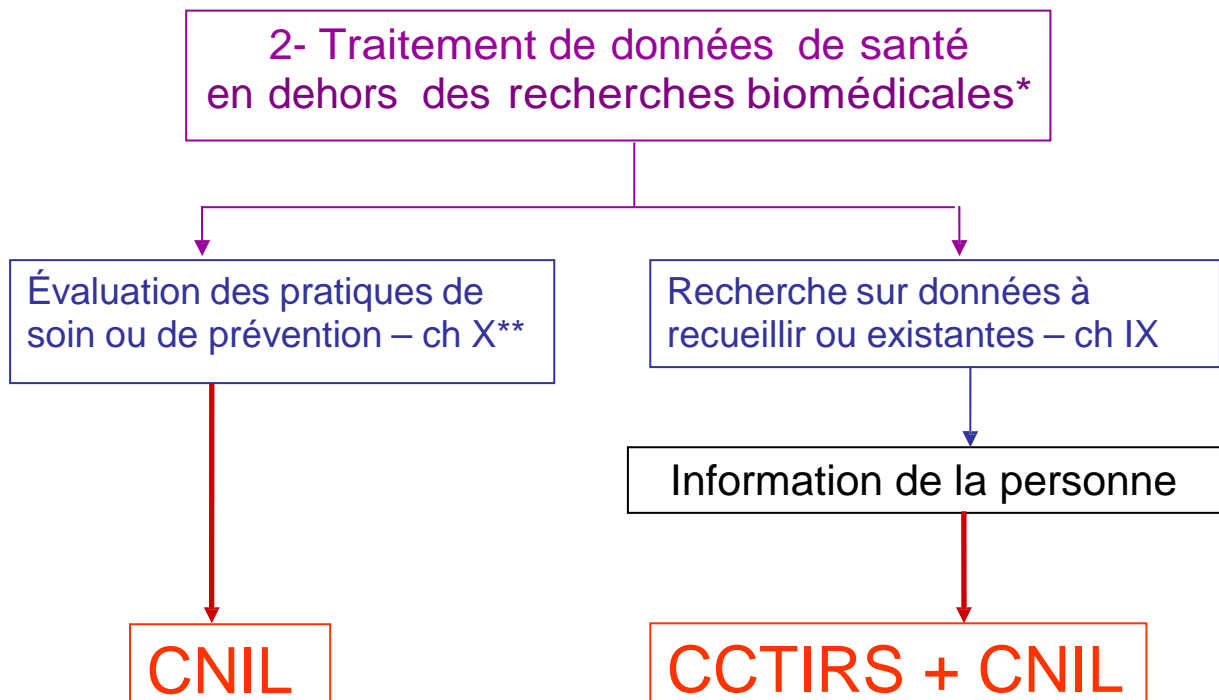 2- Traitement de données de santé
en dehors des recherches biomédicales*
Évaluation des pratiques de
soin ou de prévention – ch X**
Recherche sur données à
recueillir ou existantes – ch IX
Information de la personne
CNIL
CCTIRS + CNIL